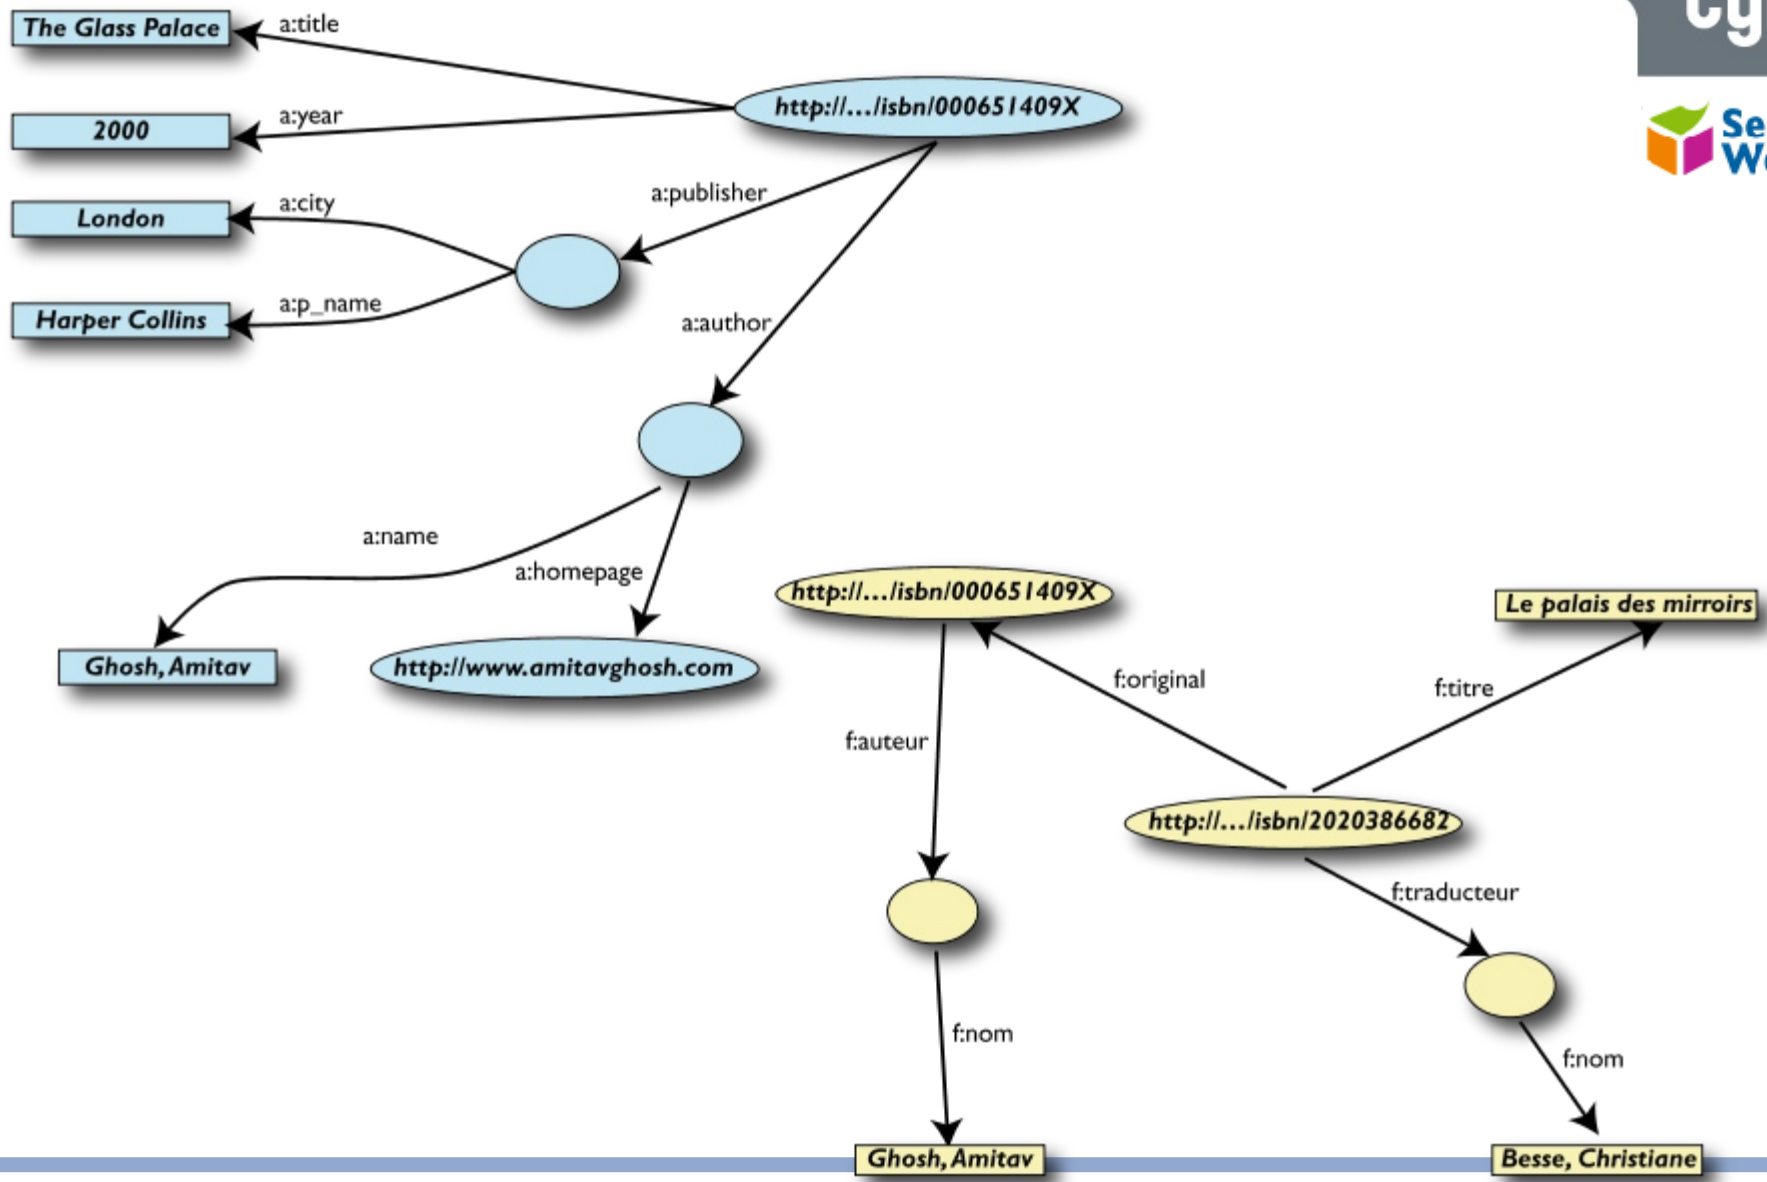 The Glass Palace
a:title
http://.../isbn/000651409X
2000
a:year
a:publisher
London
a:city
Harper Collins
a:p_name
a:author
a:name
a:homepage
Ghosh, Amitav
http://www.amitavghosh.com
http://.../isbn/000651409X
Le palais des mirroirs
f:original
f:titre
f:auteur
http://.../isbn/2020386682
f:traducteur
f:nom
f:nom
Ghosh, Amitav
Besse, Christiane